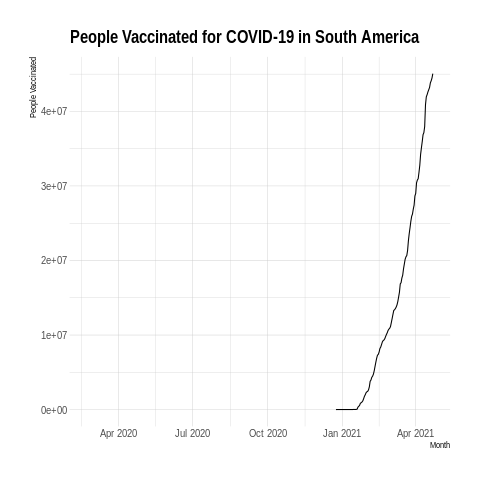 People Vaccinated for COVID-19 in South America
People Vaccinated
4e+07
3e+07
2e+07
1e+07
0e+00
Apr 2020 Jul 2020 Oct 2020 Jan 2021 Apr 2021
Month